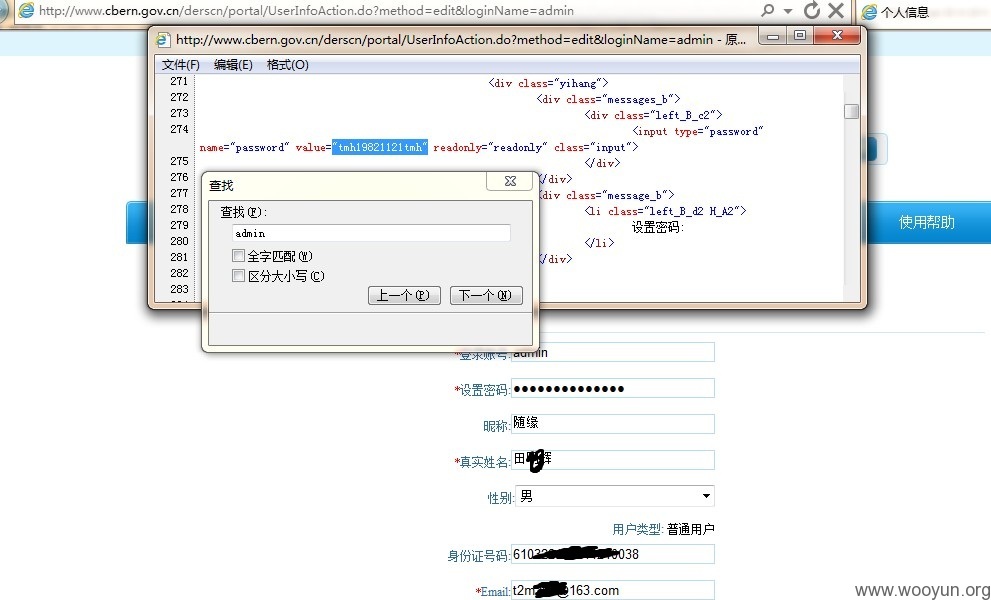 http://www.cbern.gov.cn/derscn/portal/UserInfoAction.do?method=edit&loginName=admin
个人信息
http://www.cbern.gov.cn/derscn/portal/UserInfoAction.do?method=edit&loginName=admin - 原...
文件(F) 编辑(E) 格式(O)
271 <div class="yihang">
272 <div class="messages_b">
273 <div class="left_B_c2">
274 <input type="password"
name="password" value="tmh19821121tmh" readonly="readonly" class="input">
275 </div>
276 </div>
277 <div class="message_b">
278 <li class="left_B_d2 H_A2">
279 设置密码:
280 </li>
281 </div>
282
283
查找
查找(F):
admin
全字匹配(W)
区分大小写(C)
上一个(P) 下一个(N)
使用帮助
*登录账号: admin
*设置密码: ●●●●●●●●●●●●●●
昵称: 随缘
*真实姓名: 田 辉
性别: 男
用户类型: 普通用户
身份证号码: 610 038
*Email: t2m @163.com
www.wooyun.org